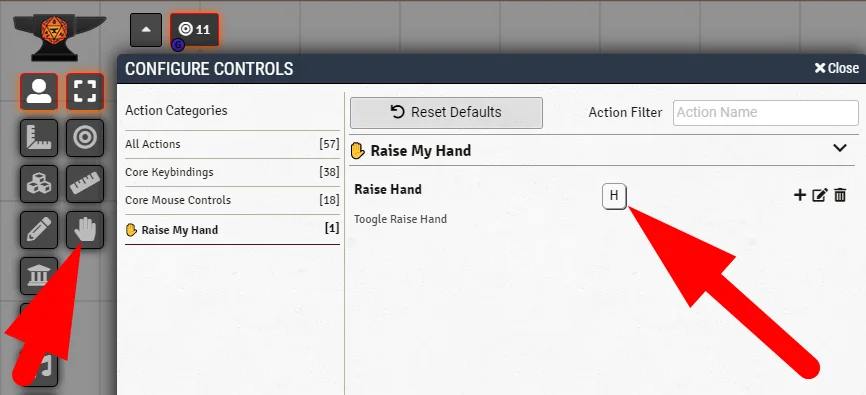 11
G
CONFIGURE CONTROLS
Close
Action Categories
All Actions [57]
Core Keybindings [38]
Core Mouse Controls [18]
Raise My Hand [1]
Reset Defaults
Action Filter
Action Name
Raise My Hand
Raise Hand
H
Toogle Raise Hand